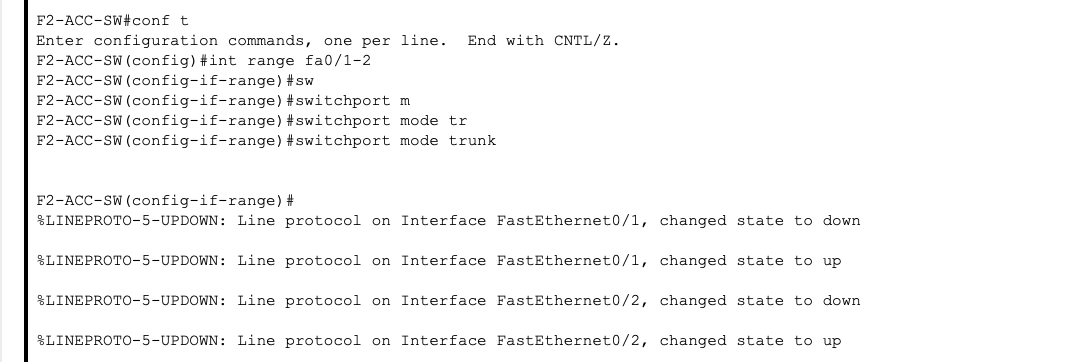 F2-ACC-SW#conf t
Enter configuration commands, one per line.  End with CNTL/Z.
F2-ACC-SW(config)#int range fa0/1-2
F2-ACC-SW(config-if-range)#sw
F2-ACC-SW(config-if-range)#switchport m
F2-ACC-SW(config-if-range)#switchport mode tr
F2-ACC-SW(config-if-range)#switchport mode trunk
F2-ACC-SW(config-if-range)#
%LINEPROTO-5-UPDOWN: Line protocol on Interface FastEthernet0/1, changed state to down
%LINEPROTO-5-UPDOWN: Line protocol on Interface FastEthernet0/1, changed state to up
%LINEPROTO-5-UPDOWN: Line protocol on Interface FastEthernet0/2, changed state to down
%LINEPROTO-5-UPDOWN: Line protocol on Interface FastEthernet0/2, changed state to up